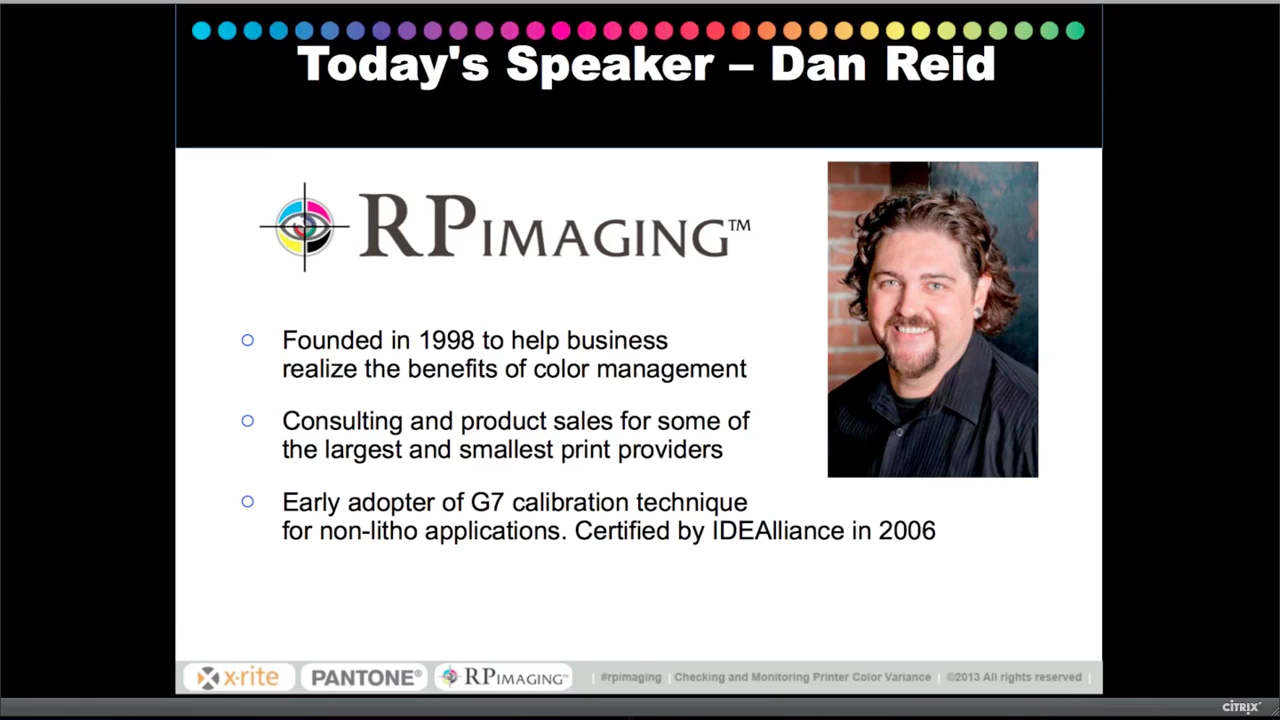 Today's Speaker – Dan Reid
RPIMAGING™
Founded in 1998 to help business
realize the benefits of color management
Consulting and product sales for some of
the largest and smallest print providers
Early adopter of G7 calibration technique
for non-litho applications. Certified by IDEAlliance in 2006
x·rite PANTONE® RPIMAGING™ | #rpimaging | Checking and Monitoring Printer Color Variance | ©2013 All rights reserved |
CİTRIX®